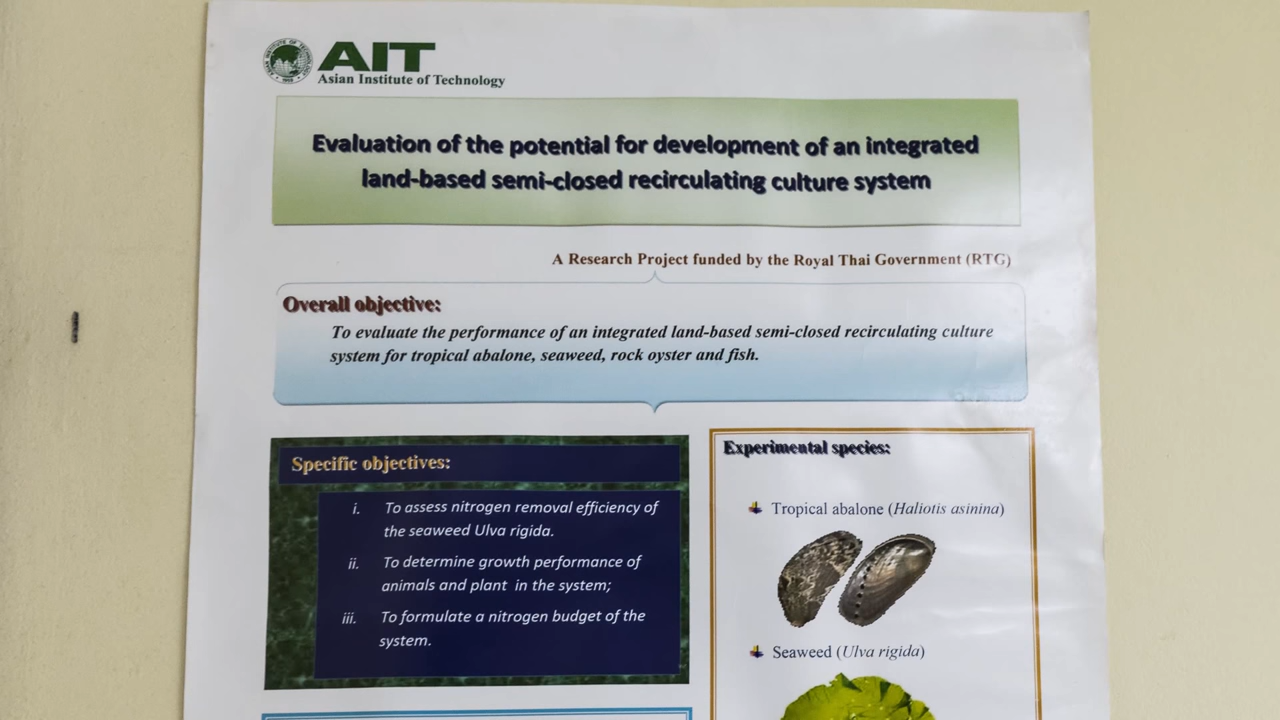 AIT
Asian Institute of Technology
Evaluation of the potential for development of an integrated
land-based semi-closed recirculating culture system
A Research Project funded by the Royal Thai Government (RTG)
Overall objective:
To evaluate the performance of an integrated land-based semi-closed recirculating culture
system for tropical abalone, seaweed, rock oyster and fish.
Specific objectives:
i. To assess nitrogen removal efficiency of
the seaweed Ulva rigida.
ii. To determine growth performance of
animals and plant in the system;
iii. To formulate a nitrogen budget of the
system.
Experimental species:
Tropical abalone (Haliotis asinina)
Seaweed (Ulva rigida)